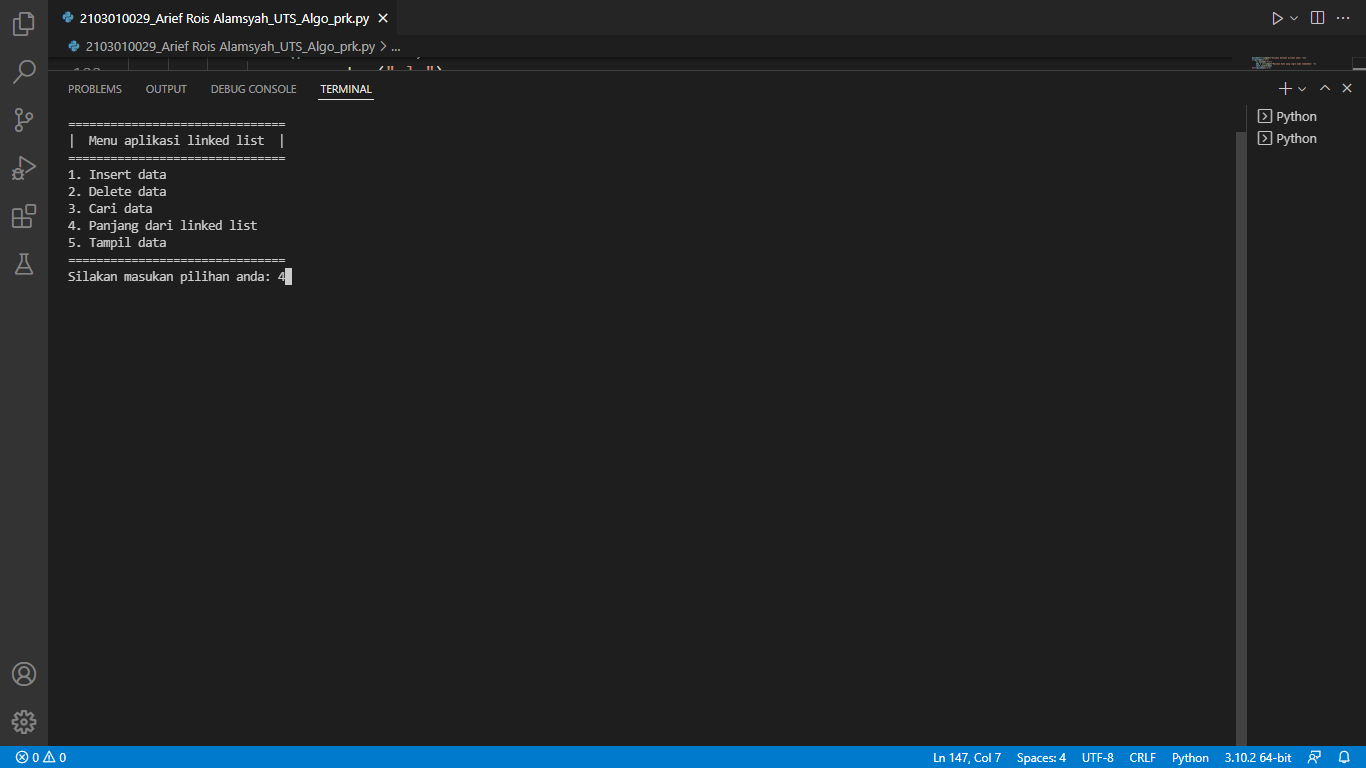 2103010029_Arief Rois Alamsyah_UTS_Algo_prk.py
2103010029_Arief Rois Alamsyah_UTS_Algo_prk.py > ...
PROBLEMS OUTPUT DEBUG CONSOLE TERMINAL
===============================
| Menu aplikasi linked list |
===============================
1. Insert data
2. Delete data
3. Cari data
4. Panjang dari linked list
5. Tampil data
===============================
Silakan masukan pilihan anda: 4
Python
Python
0 0 Ln 147, Col 7 Spaces: 4 UTF-8 CRLF Python 3.10.2 64-bit